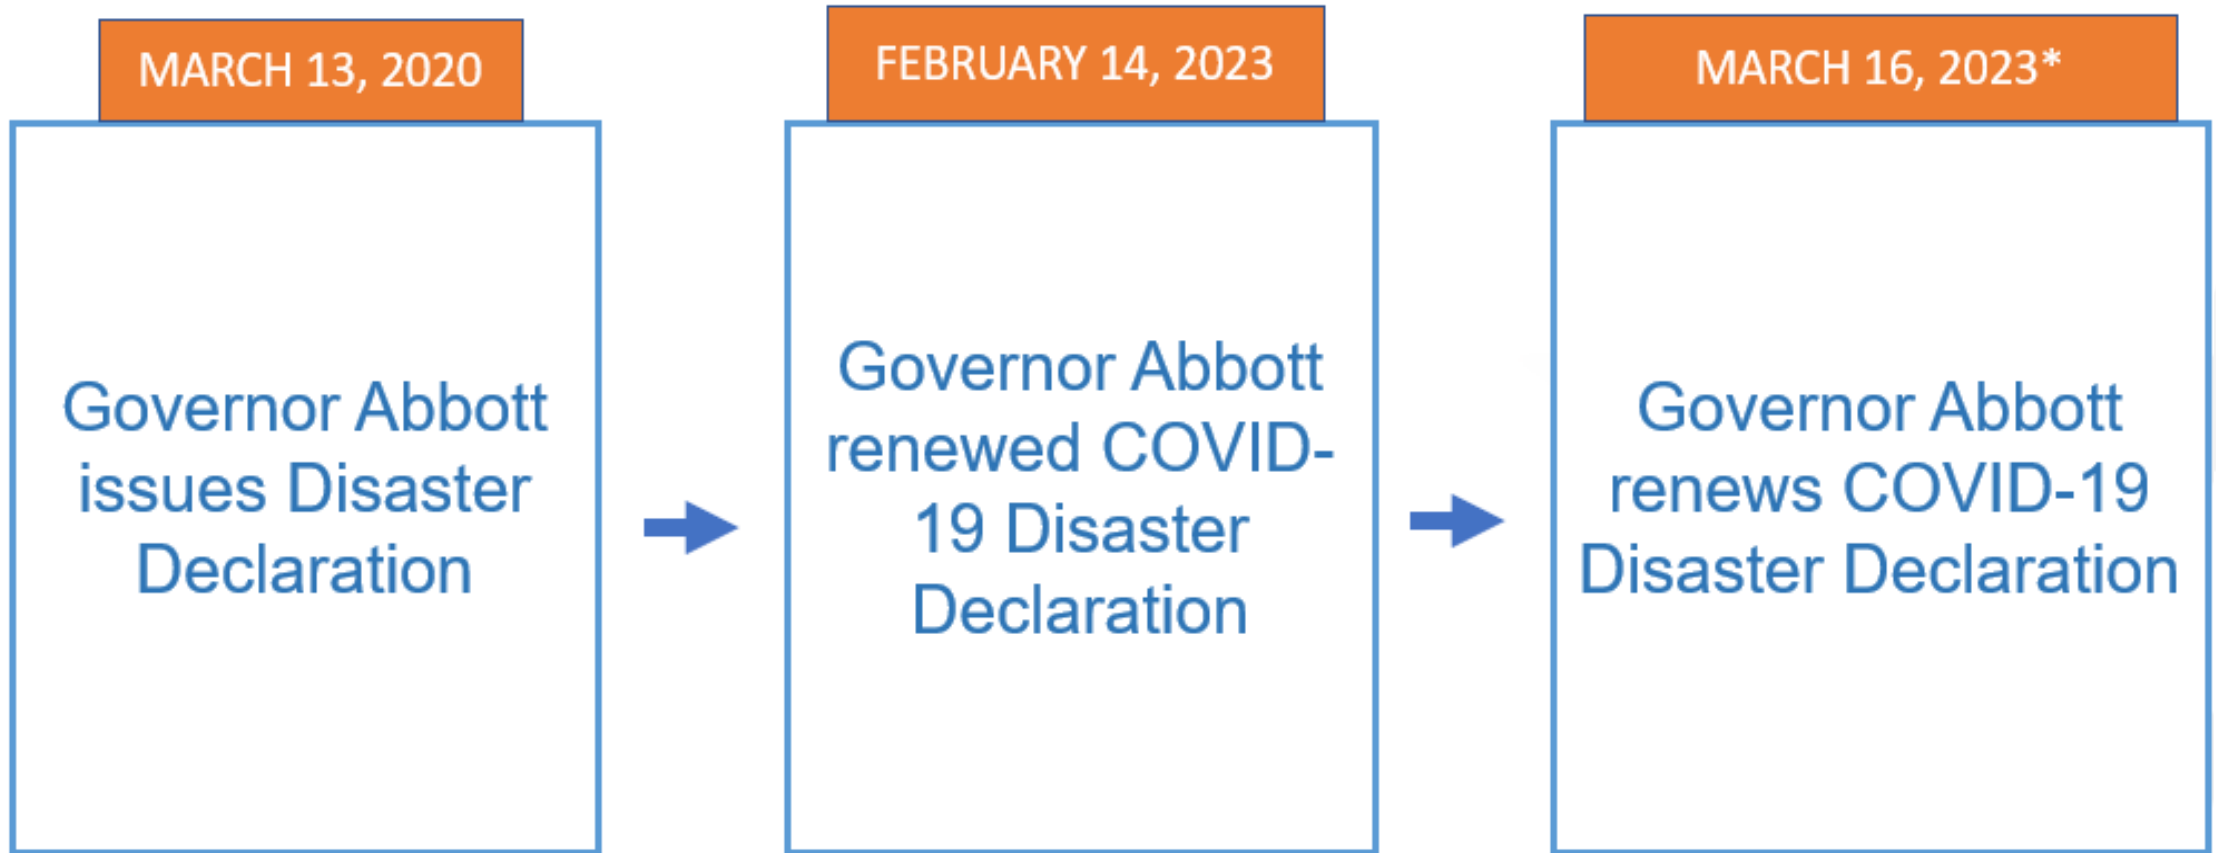 MARCH 13, 2020
Governor Abbott
issues Disaster
Declaration
FEBRUARY 14, 2023
Governor Abbott
renewed COVID-
19 Disaster
Declaration
MARCH 16, 2023*
Governor Abbott
renews COVID-19
Disaster Declaration